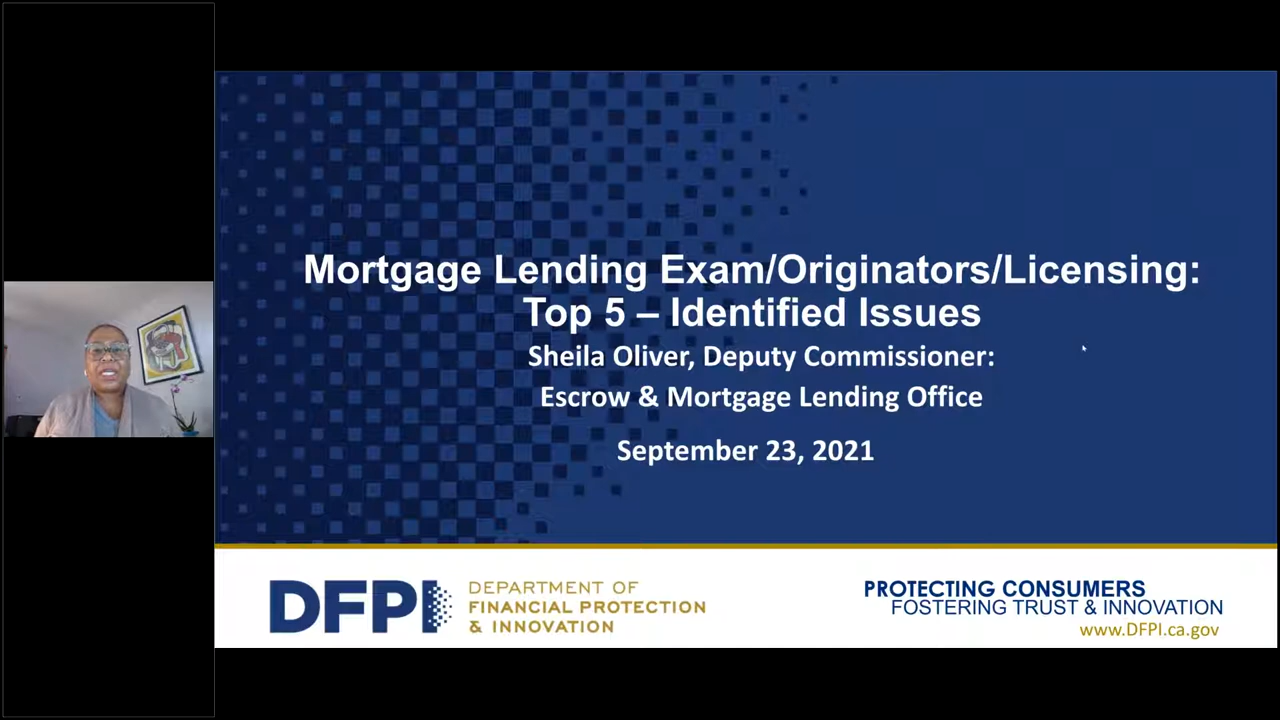 Mortgage Lending Exam/Originators/Licensing:
Top 5 – Identified Issues
Sheila Oliver, Deputy Commissioner:
Escrow & Mortgage Lending Office
September 23, 2021
DFPI
DEPARTMENT OF
FINANCIAL PROTECTION
& INNOVATION
PROTECTING CONSUMERS
FOSTERING TRUST & INNOVATION
www.DFPI.ca.gov